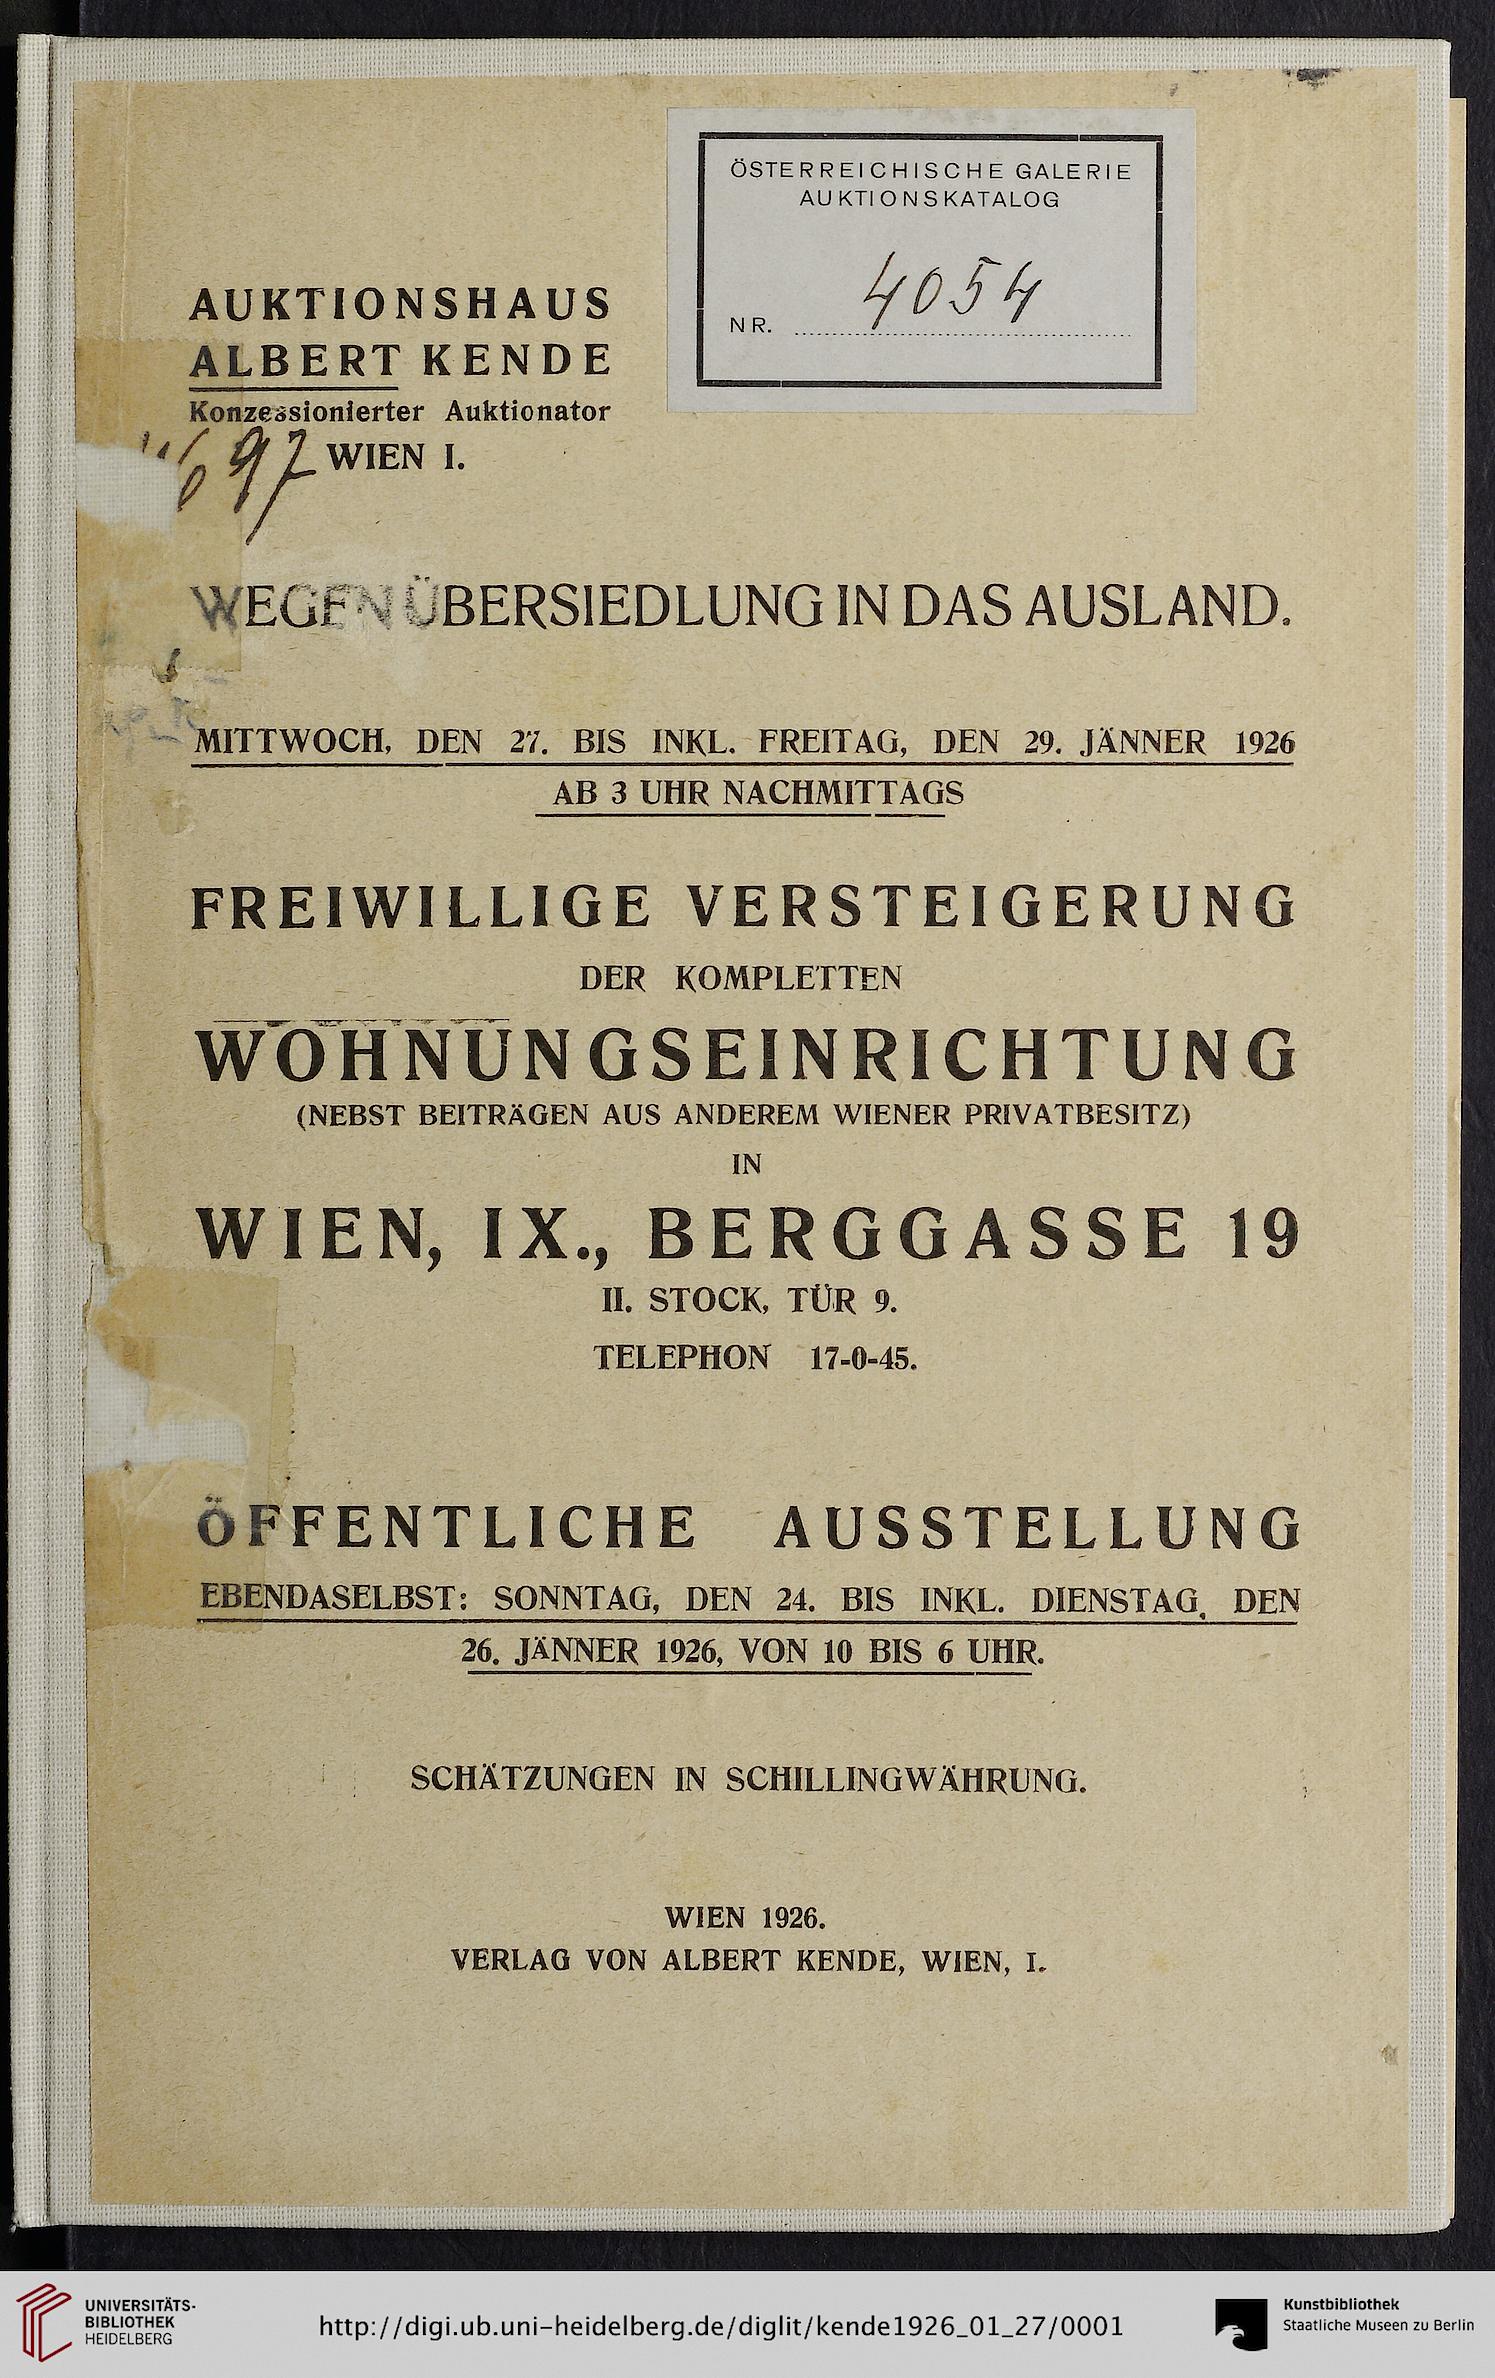 ÖSTERREICHISCHE GALERIE
AUKTIONSKATALOG
NR. 4054
AUKTIONSHAUS
ALBERT KENDE
Konzessionierter Auktionator
697 WIEN I.
WEGEN ÜBERSIEDLUNG IN DAS AUSLAND.
MITTWOCH, DEN 27. BIS INKL. FREITAG, DEN 29. JÄNNER 1926
AB 3 UHR NACHMITTAGS
FREIWILLIGE VERSTEIGERUNG
DER KOMPLETTEN
WOHNUNGSEINRICHTUNG
(NEBST BEITRÄGEN AUS ANDEREM WIENER PRIVATBESITZ)
IN
WIEN, IX., BERGGASSE 19
II. STOCK, TÜR 9.
TELEPHON 17-0-45.
ÖFFENTLICHE AUSSTELLUNG
EBENDASELBST: SONNTAG, DEN 24. BIS INKL. DIENSTAG, DEN
26. JÄNNER 1926, VON 10 BIS 6 UHR.
SCHÄTZUNGEN IN SCHILLINGWÄHRUNG.
WIEN 1926.
VERLAG VON ALBERT KENDE, WIEN, I.
UNIVERSITÄTS-
BIBLIOTHEK
HEIDELBERG
http://digi.ub.uni-heidelberg.de/diglit/kende1926_01_27/0001
Kunstbibliothek
Staatliche Museen zu Berlin